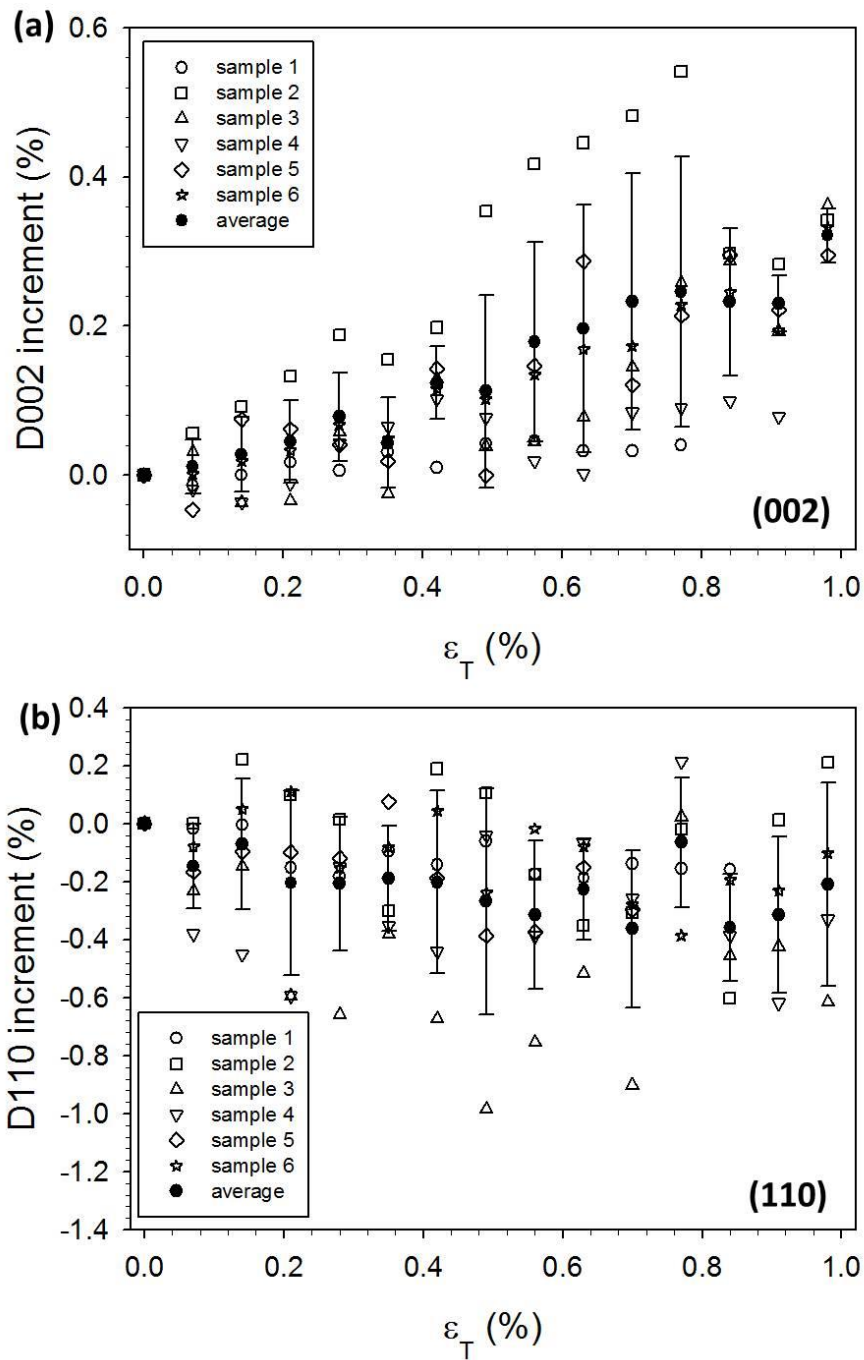 (a)
0.6
0.4
0.2
0.0
D002 increment (%)
sample 1
sample 2
sample 3
sample 4
sample 5
sample 6
average
(002)
0.0 0.2 0.4 0.6 0.8 1.0
εT (%)
(b)
0.4
0.2
0.0
-0.2
-0.4
-0.6
-0.8
-1.0
-1.2
-1.4
D110 increment (%)
sample 1
sample 2
sample 3
sample 4
sample 5
sample 6
average
(110)
0.0 0.2 0.4 0.6 0.8 1.0
εT (%)